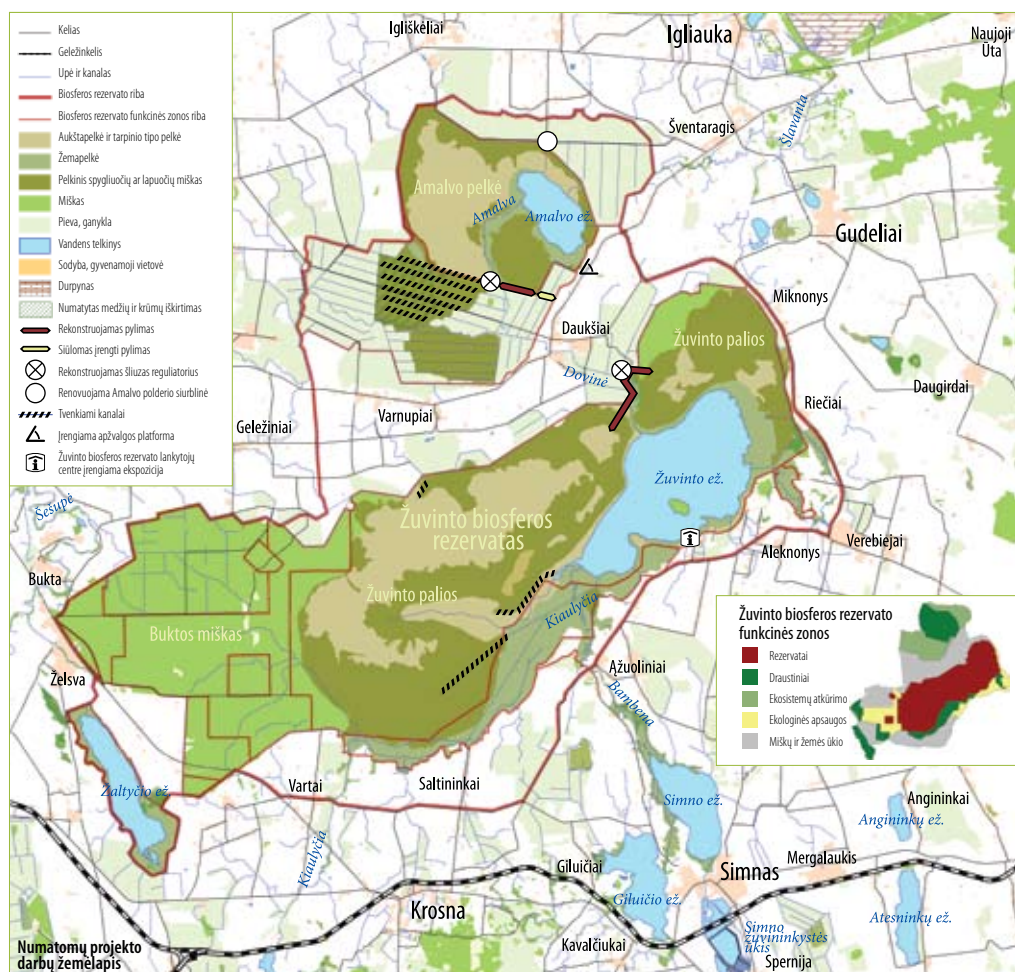 Kelias
Geležinkelis
Upė ir kanalas
Biosferos rezervato riba
Biosferos rezervato funkcinės zonos riba
Aukštapelkė ir tarpinio tipo pelkė
Žemapelkė
Pelkinis spygliuočių ar lapuočių miškas
Miškas
Pieva, ganykla
Vandens telkinys
Sodyba, gyvenamoji vietovė
Durpynas
Numatytas medžių ir krūmų iškirtimas
Rekonstruojamas pylimas
Siūlomas įrengti pylimas
Rekonstruojamas šliuzas reguliatorius
Renovuojama Amalvo polderio siurblinė
Tvenkiami kanalai
Įrengiama apžvalgos platforma
Žuvinto biosferos rezervato lankytojų
centre įrengiama ekspozicija
Igliškėliai
Igliauka
Naujoji
Ūta
Šventaragis
Šlavanta
Amalvo pelkė
Amalva
Amalvo ež.
Gudeliai
Miknonys
Daukšiai
Žuvinto palios
Dovinė
Daugirdai
Varnupiai
Riečiai
Geležiniai
Žuvinto ež.
Šešupė
Žuvinto biosferos
rezervatas
Verebiejai
Aleknonys
Bukta
Žuvinto palios
Kiaulyčia
Buktos miškas
Žuvinto biosferos rezervato
funkcinės zonos
Rezervatai
Draustiniai
Ekosistemų atkūrimo
Ekologinės apsaugos
Miškų ir žemės ūkio
Ąžuoliniai
Želsva
Bambena
Žaltyčio ež.
Vartai
Saltininkai
Simno ež.
Angininkai
Angininkų ež.
Kiaulyčia
Giluičiai
Mergalaukis
Simnas
Giluičio ež.
Krosna
Atesninkų ež.
Simno
žuvininkystės
ūkis
Kavalčiukai
Spernija
Numatomų projekto
darbų žemėlapis